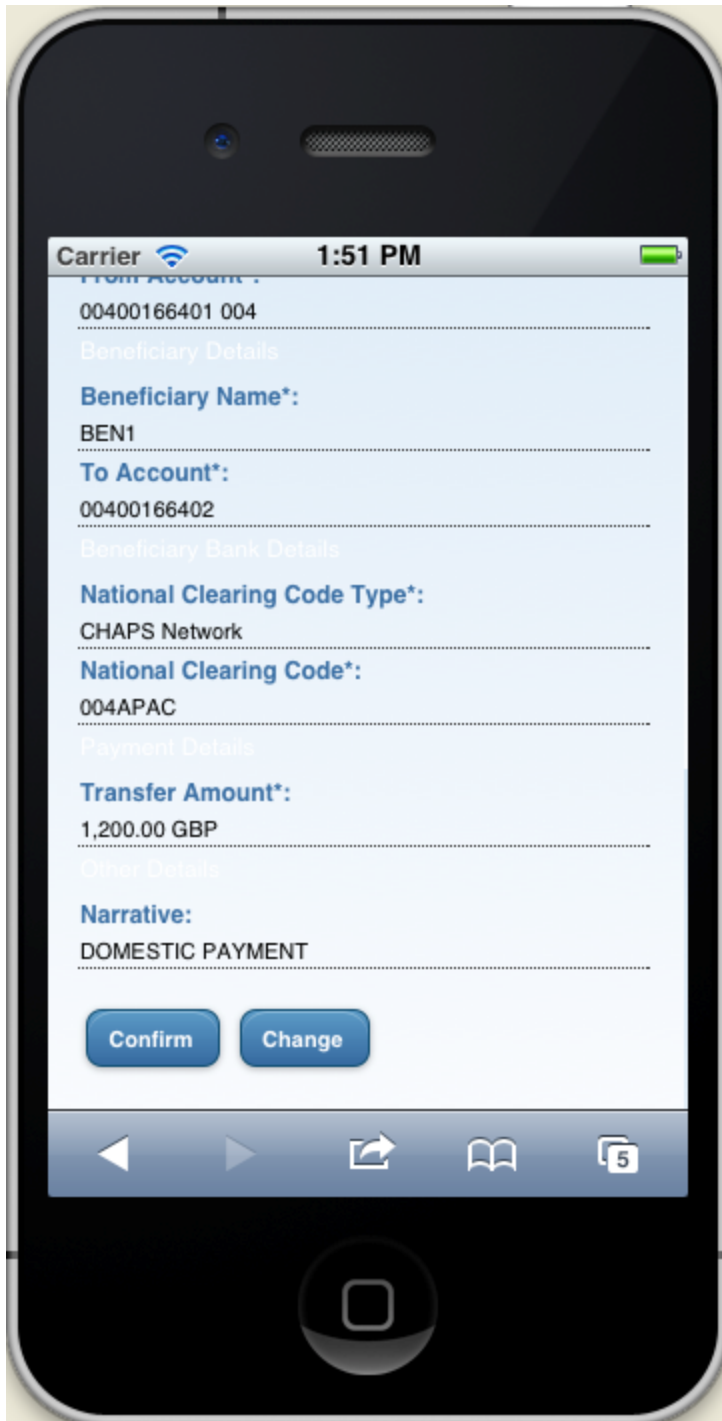 Carrier 1:51 PM
From Account*:
00400166401 004
Beneficiary Details
Beneficiary Name*:
BEN1
To Account*:
00400166402
Beneficiary Bank Details
National Clearing Code Type*:
CHAPS Network
National Clearing Code*:
004APAC
Payment Details
Transfer Amount*:
1,200.00 GBP
Other Details
Narrative:
DOMESTIC PAYMENT
Confirm Change
5